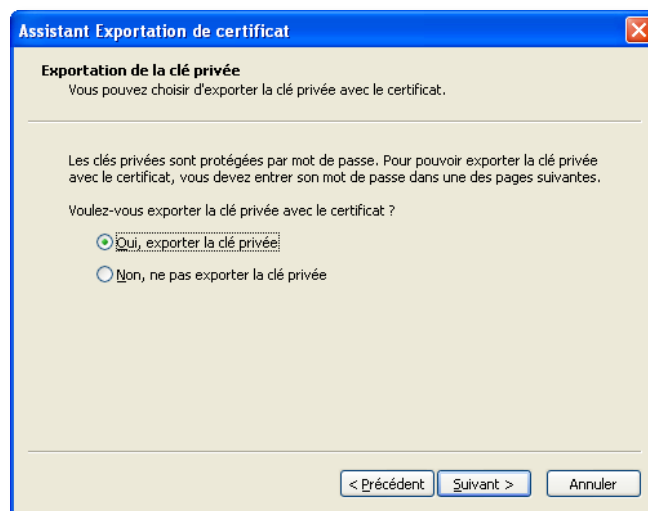 Assistant Exportation de certificat
Exportation de la clé privée
Vous pouvez choisir d'exporter la clé privée avec le certificat.
Les clés privées sont protégées par mot de passe. Pour pouvoir exporter la clé privée
avec le certificat, vous devez entrer son mot de passe dans une des pages suivantes.
Voulez-vous exporter la clé privée avec le certificat ?
Oui, exporter la clé privée
Non, ne pas exporter la clé privée
< Précédent Suivant > Annuler